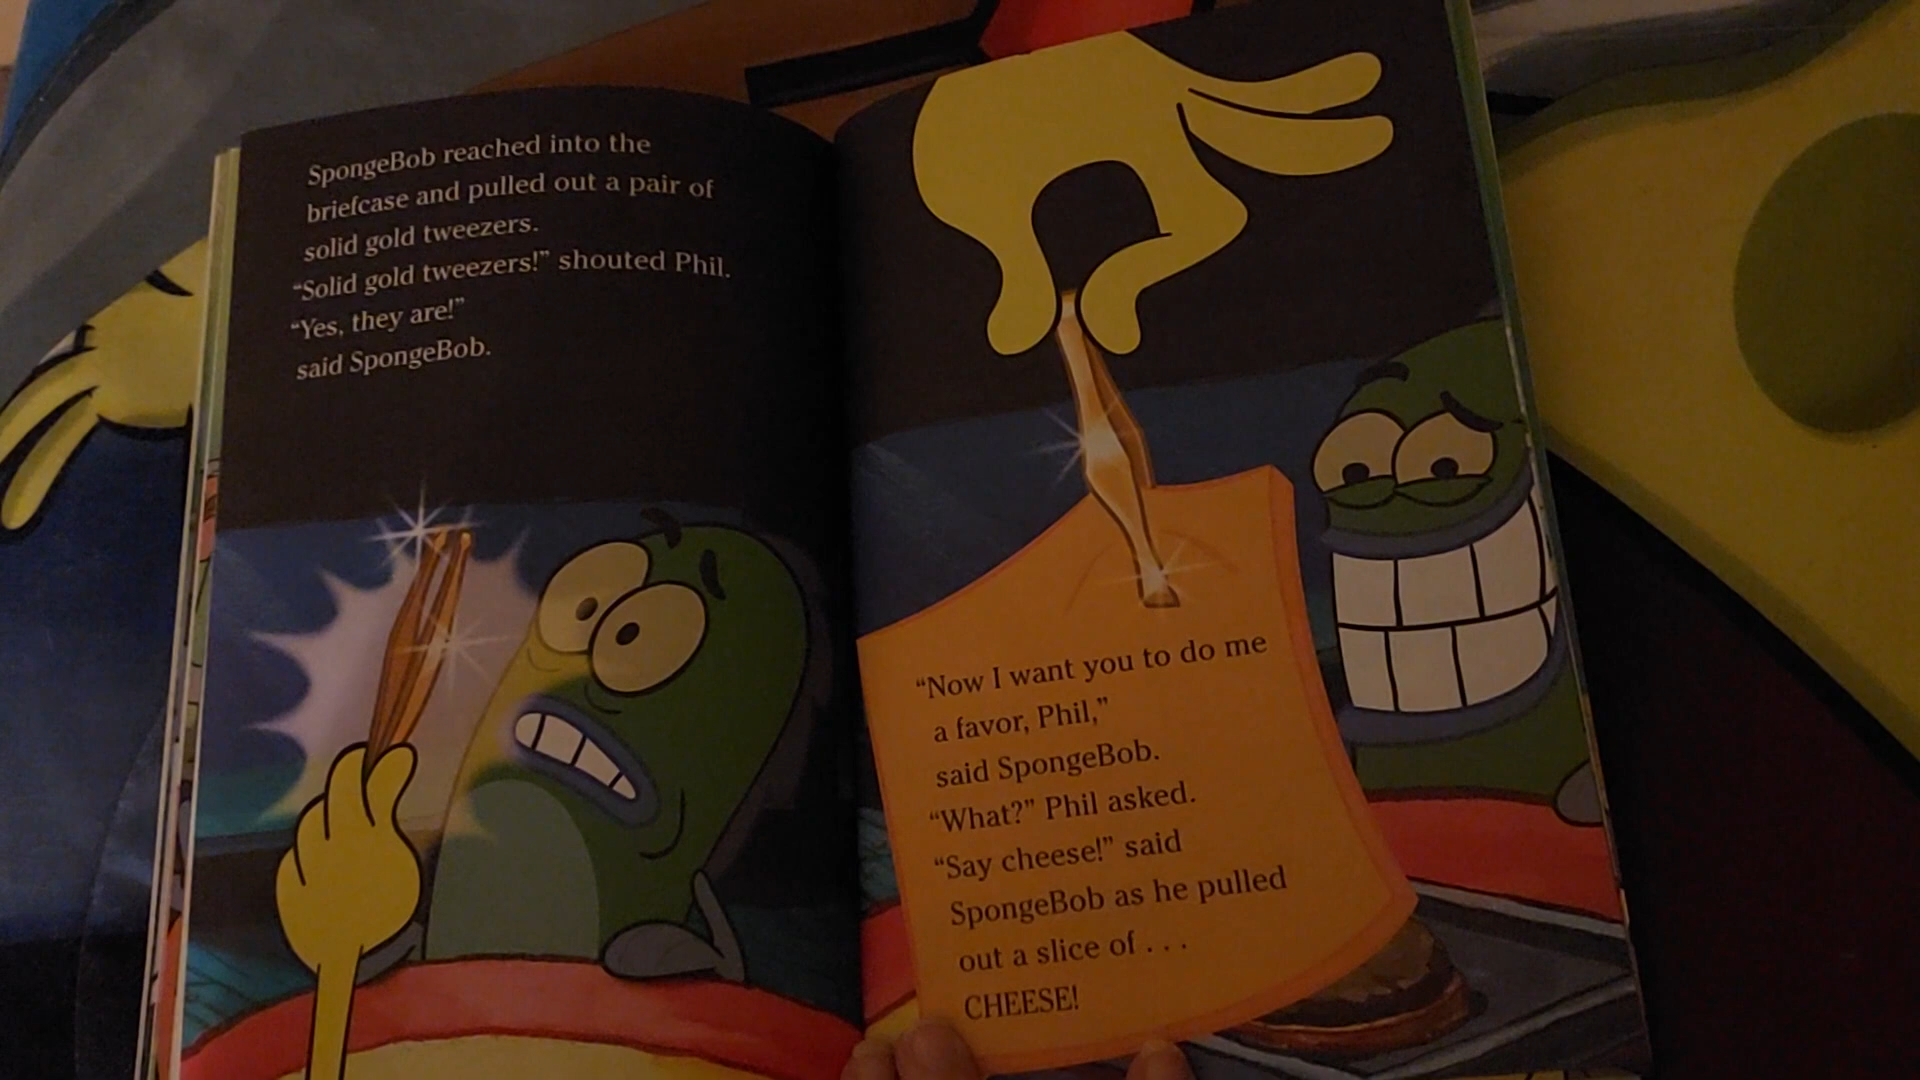 SpongeBob reached into the
briefcase and pulled out a pair of
solid gold tweezers.
“Solid gold tweezers!” shouted Phil.
“Yes, they are!”
said SpongeBob.
“Now I want you to do me
a favor, Phil,”
said SpongeBob.
“What?” Phil asked.
“Say cheese!” said
SpongeBob as he pulled
out a slice of . . .
CHEESE!